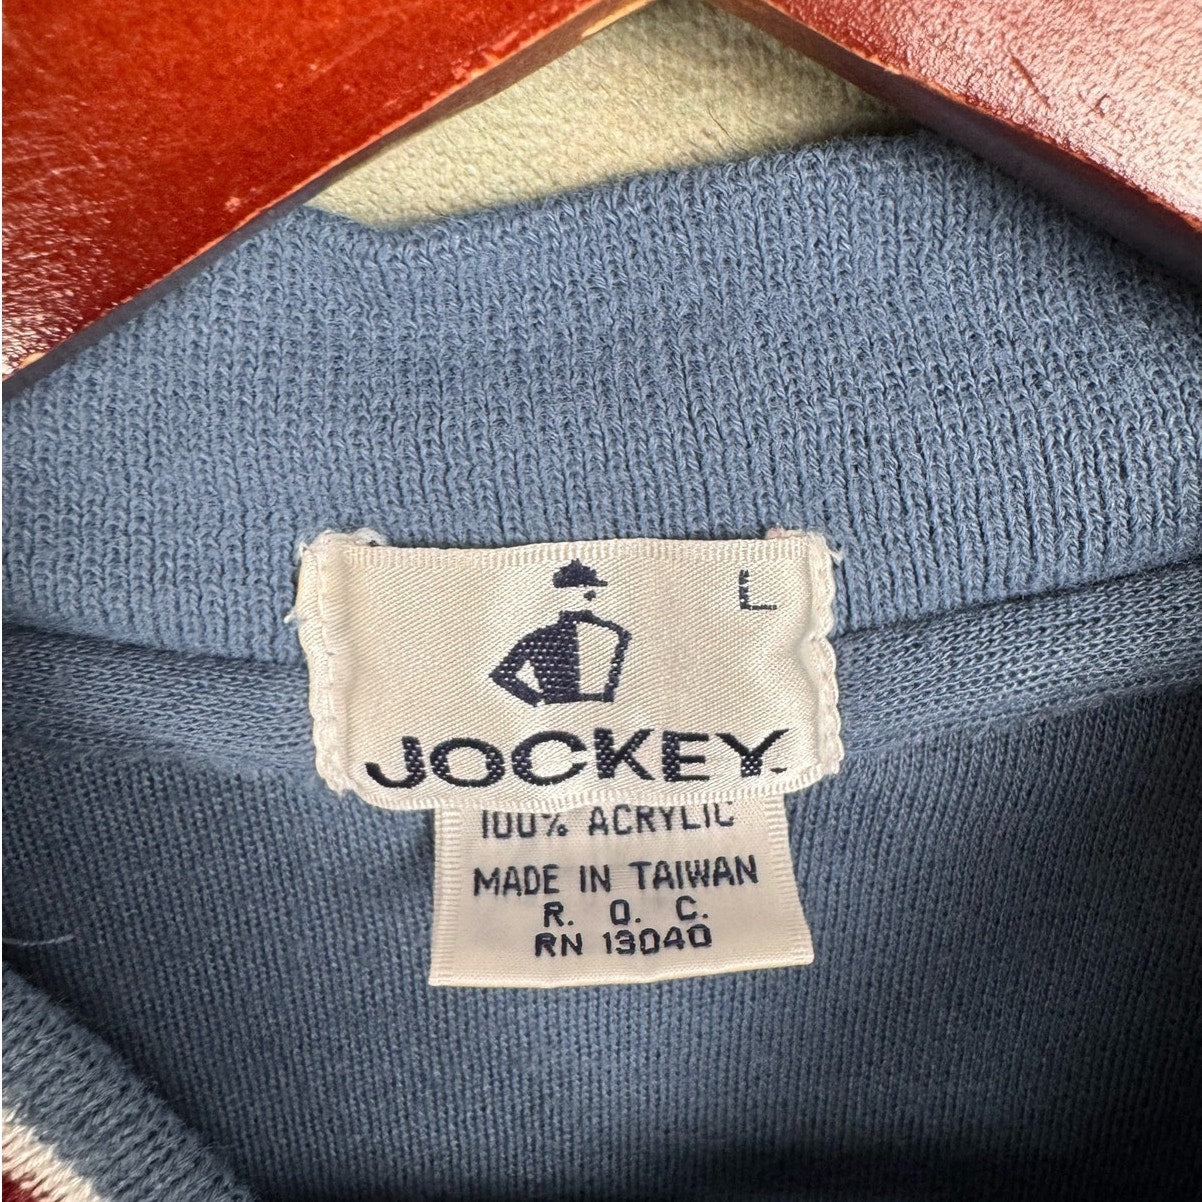 L
JOCKEY
100% ACRYLIC
MADE IN TAIWAN
R. O. C.
RN 13040